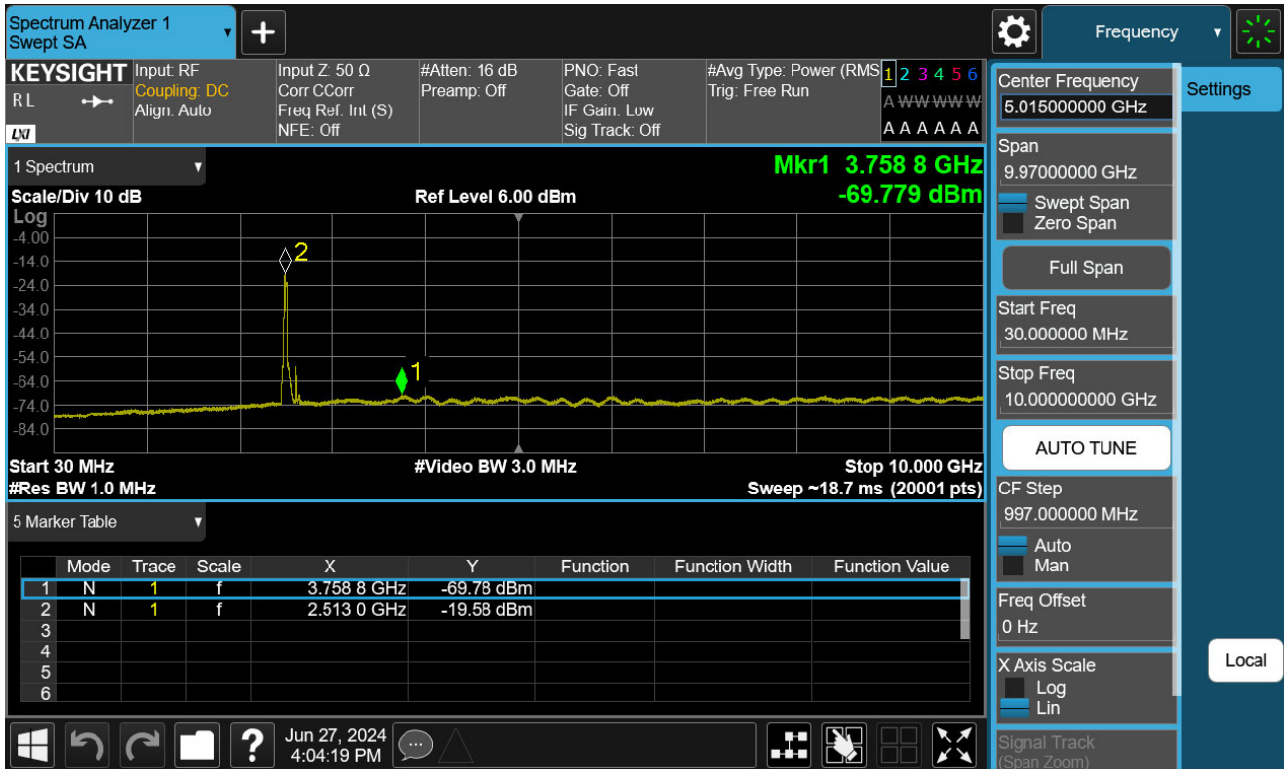 Spectrum Analyzer 1
Swept SA
Frequency
KEYSIGHT
R L
LXI
Input: RF
Coupling: DC
Align: Auto
Input Z: 50 Ω
Corr CCorr
Freq Ref: Int (S)
NFE: Off
#Atten: 16 dB
Preamp: Off
PNO: Fast
Gate: Off
IF Gain: Low
Sig Track: Off
#Avg Type: Power (RMS
Trig: Free Run
1 2 3 4 5 6
A W W W W W
A A A A A A
Center Frequency
5.015000000 GHz
Settings
1 Spectrum
Mkr1 3.758 8 GHz
Scale/Div 10 dB
Ref Level 6.00 dBm
-69.779 dBm
Log
-4.00
-14.0
-24.0
-34.0
-44.0
-54.0
-64.0
-74.0
-84.0
2
1
Start 30 MHz
#Video BW 3.0 MHz
Stop 10.000 GHz
#Res BW 1.0 MHz
Sweep ~18.7 ms (20001 pts)
Span
9.97000000 GHz
Swept Span
Zero Span
Full Span
Start Freq
30.000000 MHz
Stop Freq
10.000000000 GHz
AUTO TUNE
CF Step
997.000000 MHz
Auto
Man
Freq Offset
0 Hz
X Axis Scale
Log
Lin
Signal Track
(Span Zoom)
Local
5 Marker Table
Mode Trace Scale X Y Function Function Width Function Value
1 N 1 f 3.758 8 GHz -69.78 dBm
2 N 1 f 2.513 0 GHz -19.58 dBm
3
4
5
6
?
Jun 27, 2024
4:04:19 PM